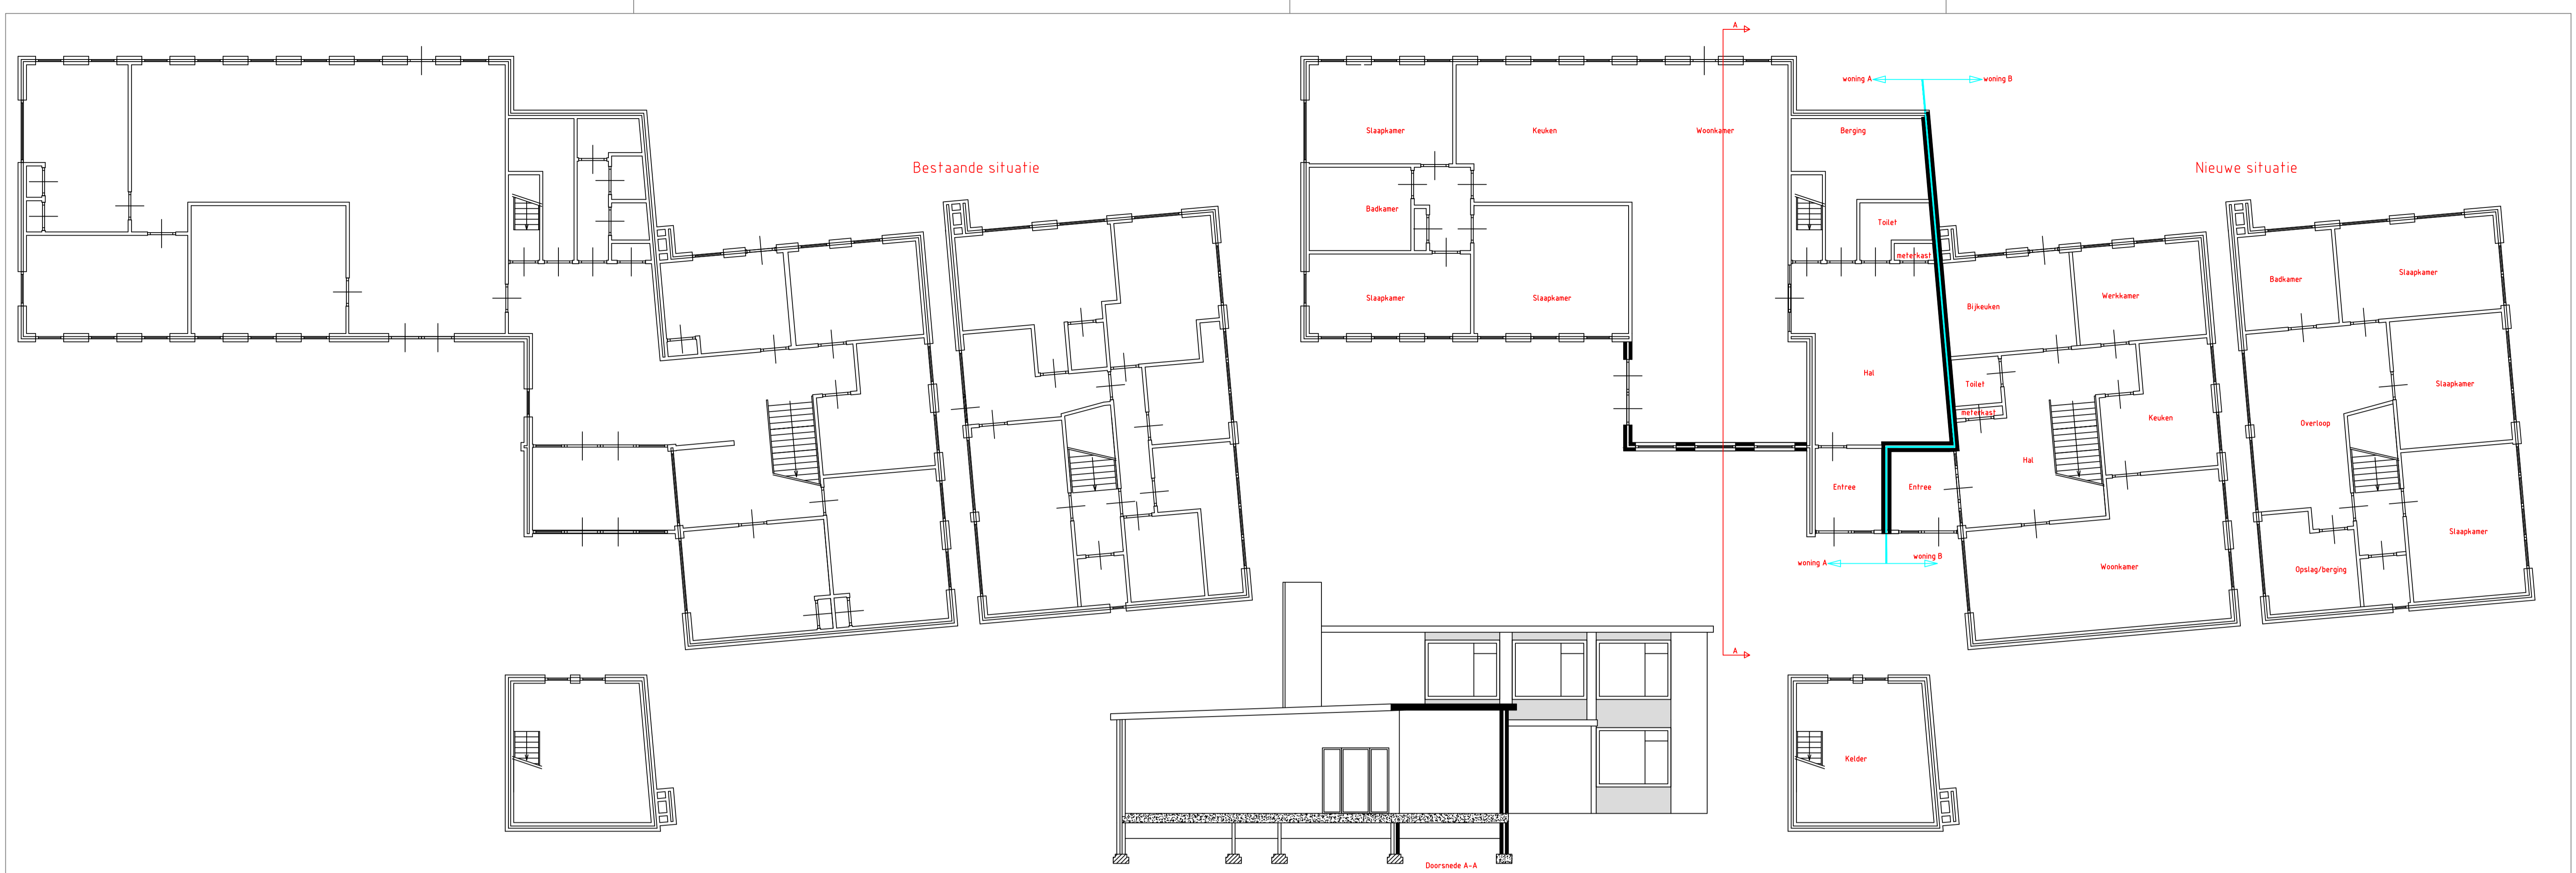 A
woning A
woning B
Slaapkamer
Keuken
Woonkamer
Berging
Bestaande situatie
Nieuwe situatie
Badkamer
Toilet
meterkast
Slaapkamer
Slaapkamer
Hal
Entree
Entree
woning A
woning B
Bijkeuken
Werkkamer
Toilet
meterkast
Keuken
Hal
Woonkamer
Badkamer
Slaapkamer
Slaapkamer
Overloop
Slaapkamer
Opslag/berging
A
Kelder
Doorsnede A-A